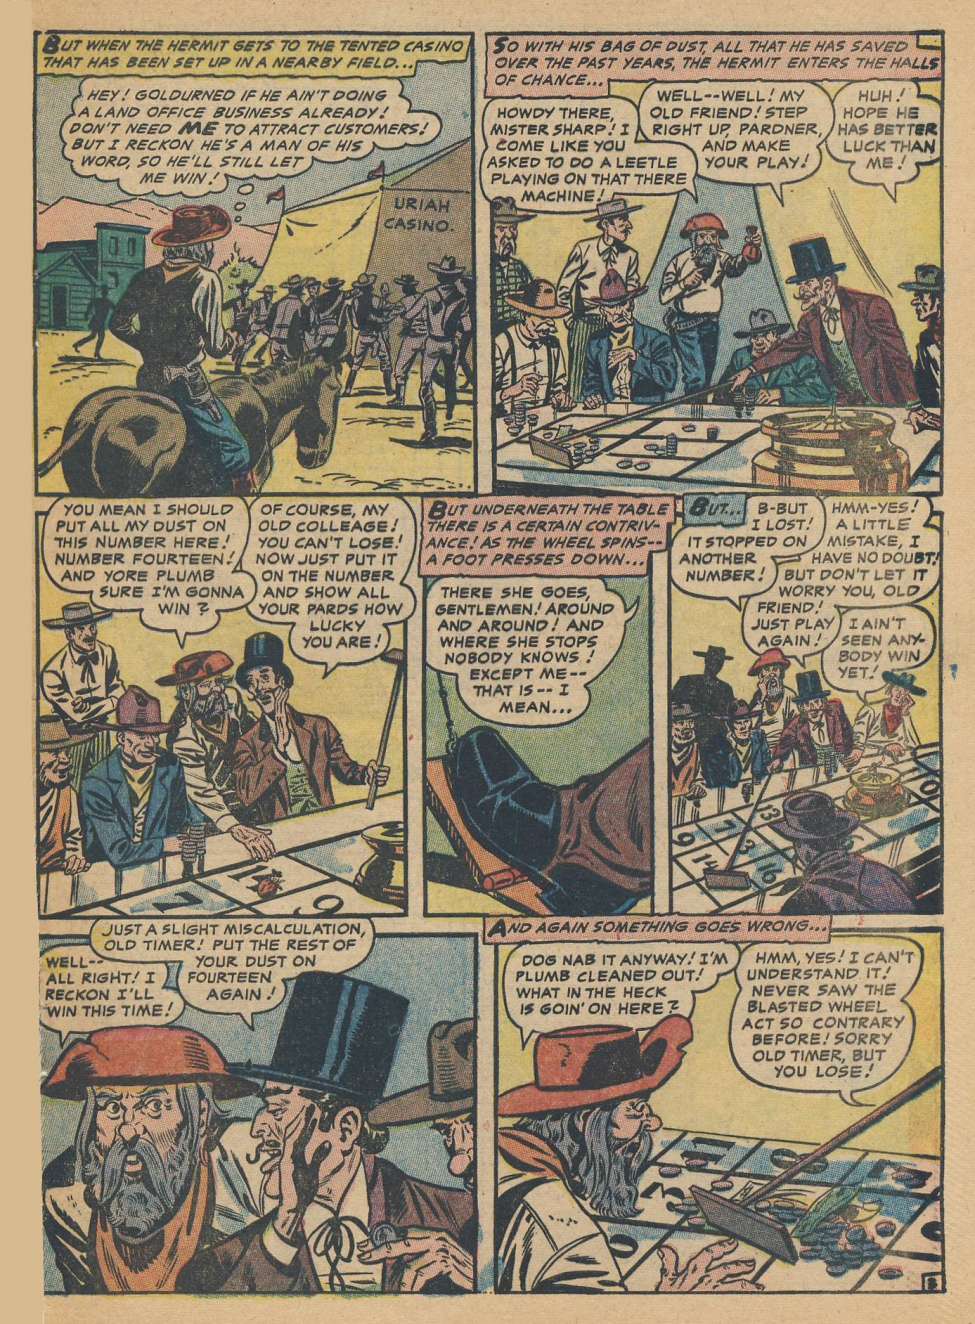 BUT WHEN THE HERMIT GETS TO THE TENTED CASINO
THAT HAS BEEN SET UP IN A NEARBY FIELD...
HEY! GOLDURNED IF HE AIN'T DOING
A LAND OFFICE BUSINESS ALREADY!
DON'T NEED ME TO ATTRACT CUSTOMERS!
BUT I RECKON HE'S A MAN OF HIS
WORD, SO HE'LL STILL LET
ME WIN!
URIAH
CASINO.
SO WITH HIS BAG OF DUST, ALL THAT HE HAS SAVED
OVER THE PAST YEARS, THE HERMIT ENTERS THE HALLS
OF CHANCE...
HOWDY THERE,
MISTER SHARP! I
COME LIKE YOU
ASKED TO DO A LEETLE
PLAYING ON THAT THERE
MACHINE!
WELL--WELL! MY
OLD FRIEND! STEP
RIGHT UP, PARDNER,
AND MAKE
YOUR PLAY!
HUH!
HOPE HE
HAS BETTER
LUCK THAN
ME!
YOU MEAN I SHOULD
PUT ALL MY DUST ON
THIS NUMBER HERE!
NUMBER FOURTEEN!
AND YORE PLUMB
SURE I'M GONNA
WIN?
OF COURSE, MY
OLD COLLEAGE!
YOU CAN'T LOSE!
NOW JUST PUT IT
ON THE NUMBER
AND SHOW ALL
YOUR PARDS HOW
LUCKY
YOU ARE!
BUT UNDERNEATH THE TABLE
THERE IS A CERTAIN CONTRIV-
ANCE! AS THE WHEEL SPINS--
A FOOT PRESSES DOWN...
THERE SHE GOES,
GENTLEMEN! AROUND
AND AROUND! AND
WHERE SHE STOPS
NOBODY KNOWS!
EXCEPT ME--
THAT IS-- I
MEAN...
BUT...
B-BUT
I LOST!
IT STOPPED ON
ANOTHER
NUMBER!
HMM-YES!
A LITTLE
MISTAKE, I
HAVE NO DOUBT!
BUT DON'T LET IT
WORRY YOU, OLD
FRIEND!
JUST PLAY
AGAIN!
I AIN'T
SEEN ANY-
BODY WIN
YET!
WELL--
ALL RIGHT! I
RECKON I'LL
WIN THIS TIME!
JUST A SLIGHT MISCALCULATION,
OLD TIMER! PUT THE REST OF
YOUR DUST ON
FOURTEEN
AGAIN!
AND AGAIN SOMETHING GOES WRONG...
DOG NAB IT ANYWAY! I'M
PLUMB CLEANED OUT!
WHAT IN THE HECK
IS GOIN' ON HERE?
HMM, YES! I CAN'T
UNDERSTAND IT!
NEVER SAW THE
BLASTED WHEEL
ACT SO CONTRARY
BEFORE! SORRY
OLD TIMER, BUT
YOU LOSE!